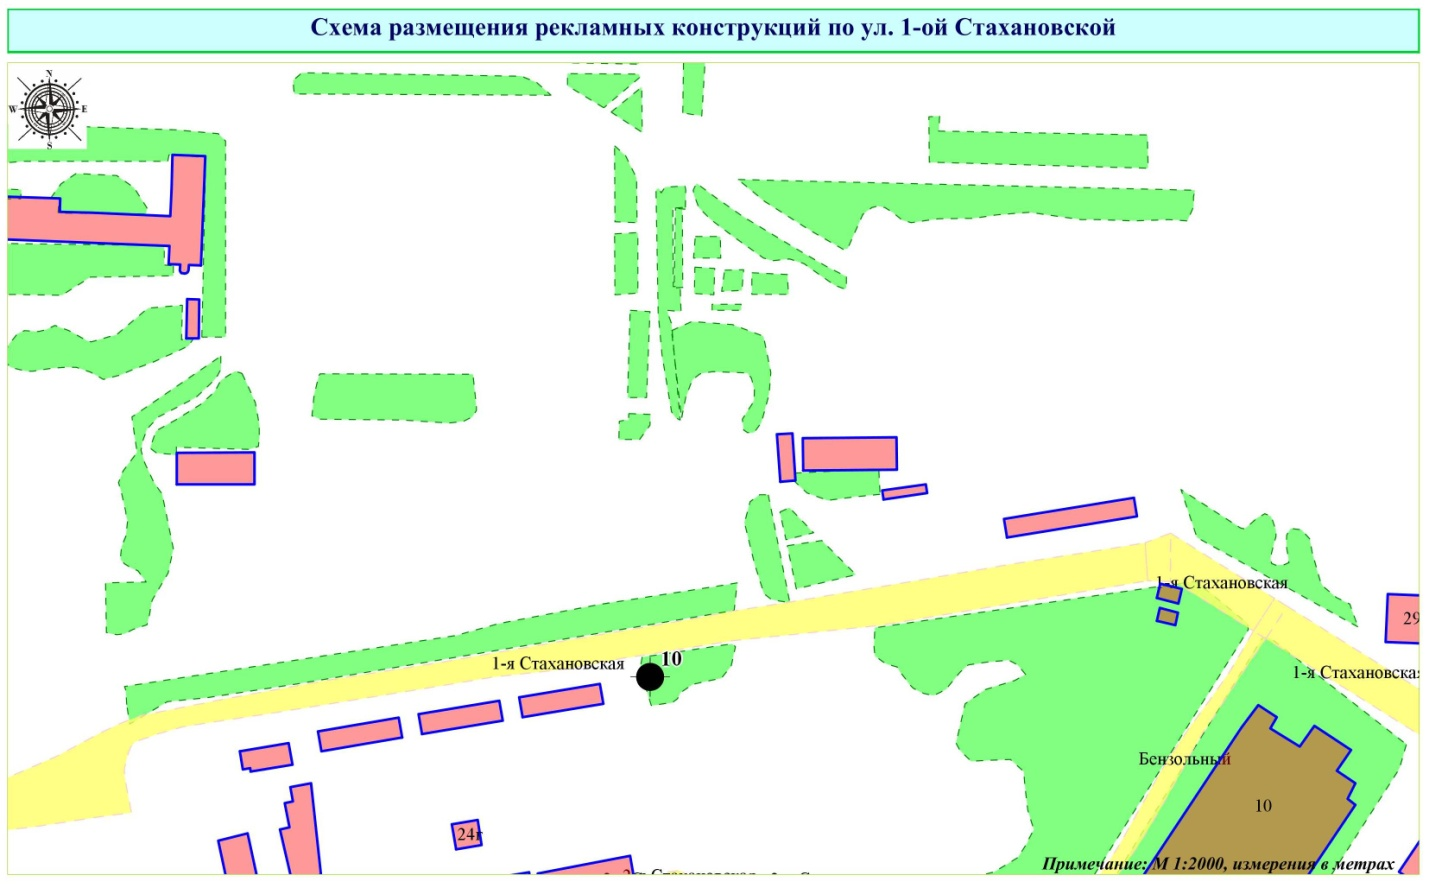 Схема размещения рекламных конструкций по ул. 1-ой Стахановской
N
W E
S
1-я Стахановская
29
1-я Стахановская
10
1-я Стахановская
Бензольный
10
24г
Примечание: М 1:2000, измерения в метрах